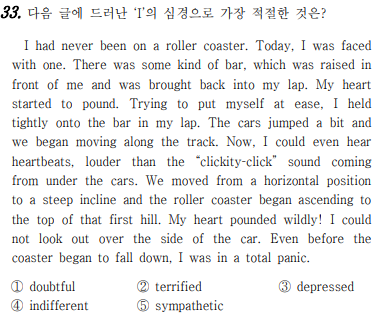 33. 다음 글에 드러난 'I'의 심경으로 가장 적절한 것은?
I had never been on a roller coaster. Today, I was faced
with one. There was some kind of bar, which was raised in
front of me and was brought back into my lap. My heart
started to pound. Trying to put myself at ease, I held
tightly onto the bar in my lap. The cars jumped a bit and
we began moving along the track. Now, I could even hear
heartbeats, louder than the “clickity-click” sound coming
from under the cars. We moved from a horizontal position
to a steep incline and the roller coaster began ascending to
the top of that first hill. My heart pounded wildly! I could
not look out over the side of the car. Even before the
coaster began to fall down, I was in a total panic.
① doubtful ② terrified ③ depressed
④ indifferent ⑤ sympathetic